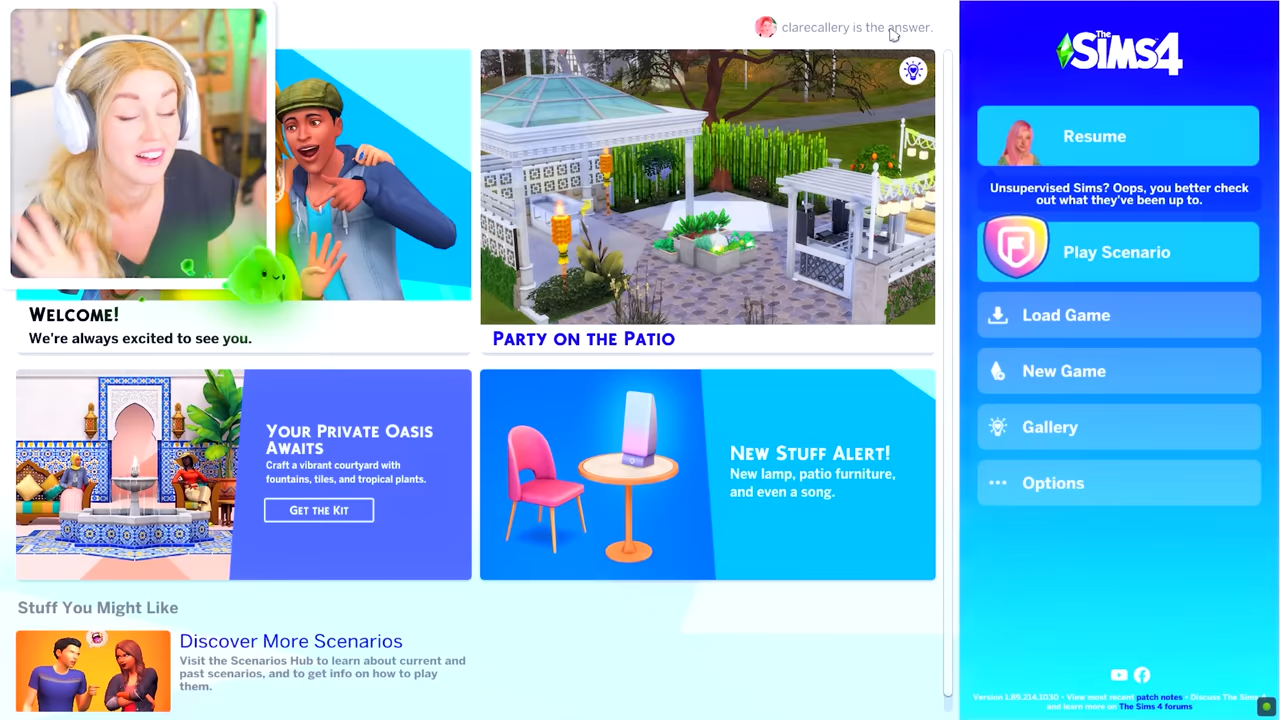 clarecallery is the answer.
WELCOME!
We're always excited to see you.
PARTY ON THE PATIO
YOUR PRIVATE OASIS
AWAITS
Craft a vibrant courtyard with
fountains, tiles, and tropical plants.
GET THE KIT
NEW STUFF ALERT!
New lamp, patio furniture,
and even a song.
Stuff You Might Like
Discover More Scenarios
Visit the Scenarios Hub to learn about current and
past scenarios, and to get info on how to play
them.
The
SIMS4
Resume
Unsupervised Sims? Oops, you better check
out what they've been up to.
Play Scenario
Load Game
New Game
Gallery
Options
Version 1.89.214.1030 - View most recent patch notes - Discuss The Sims
and learn more on The Sims 4 forums